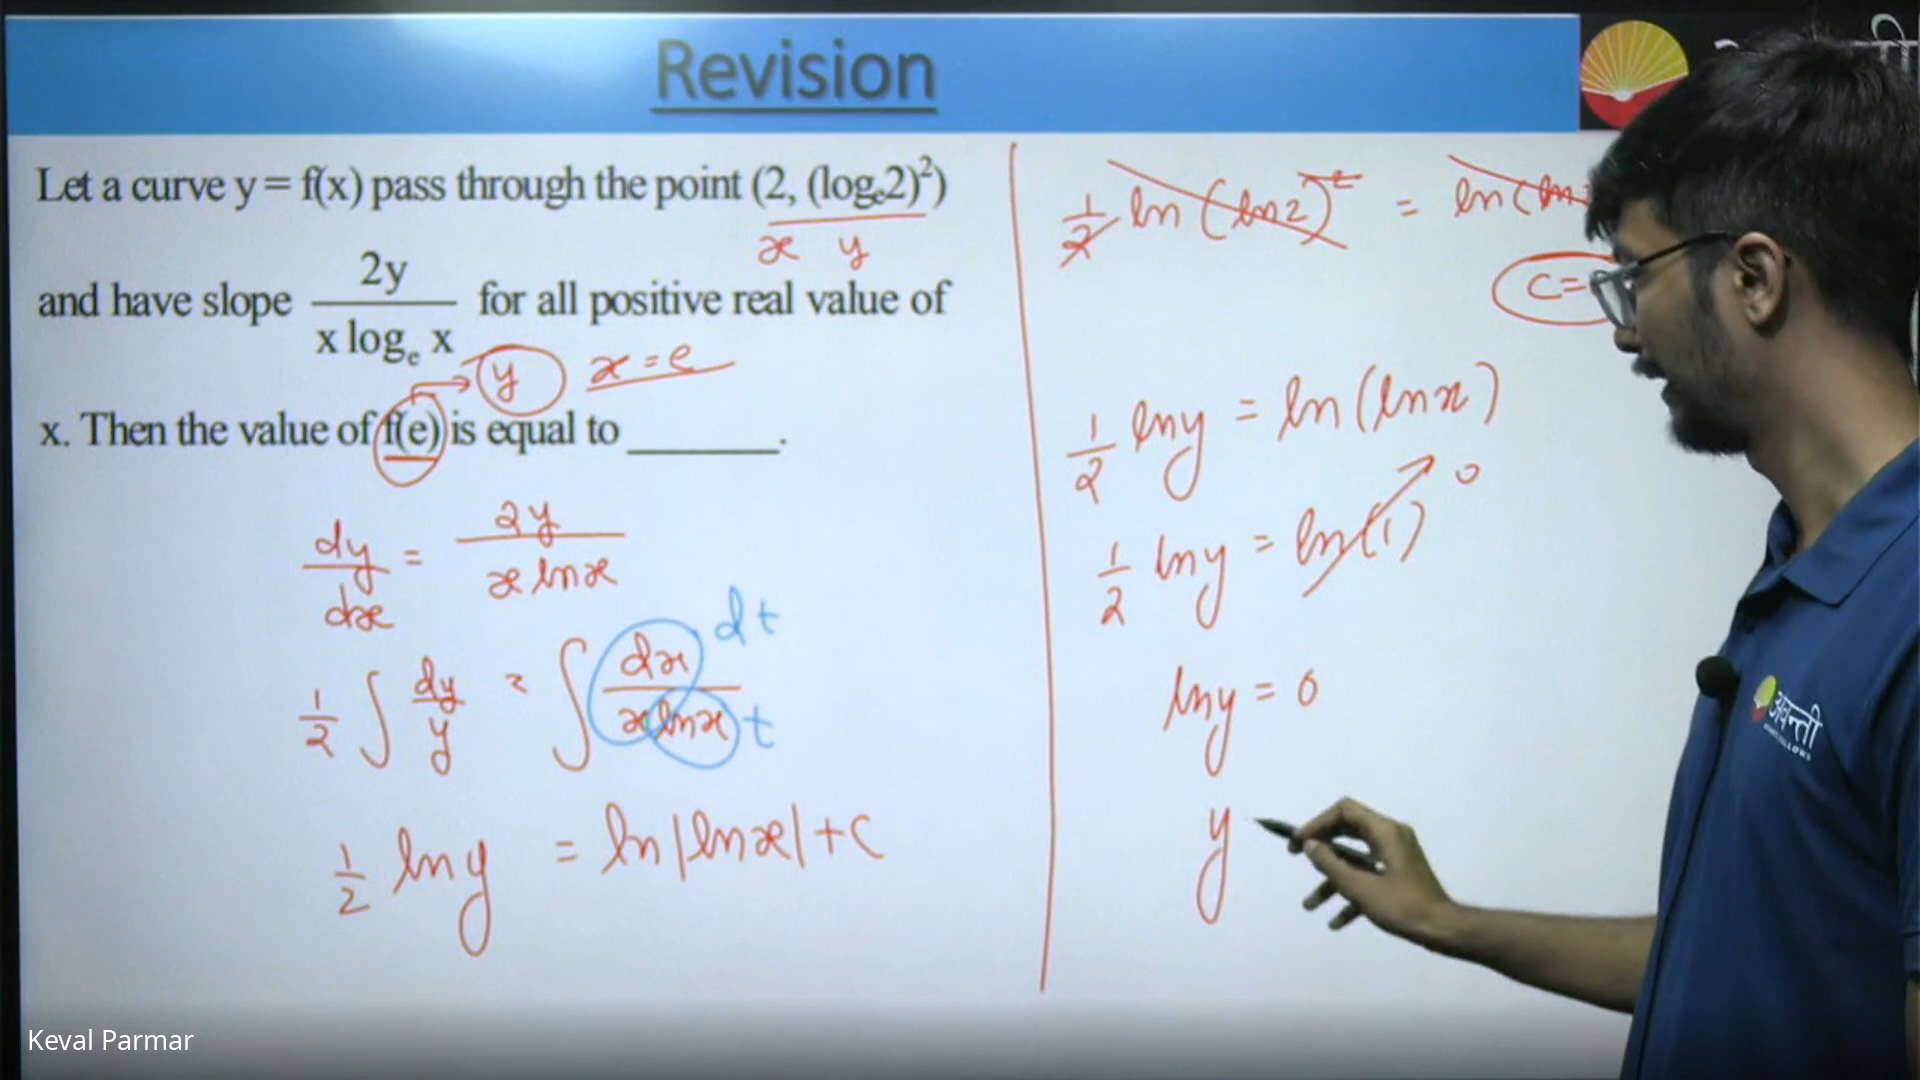 Revision
Let a curve y = f(x) pass through the point (2, (logₑ2)²)
x y
and have slope 2y / x logₑ x for all positive real value of
y x = e
x. Then the value of f(e) is equal to ______.
dy/dx = 2y / x ln x
1/2 ∫ dy/y = ∫ dx / x ln x
dt
t
1/2 ln y = ln |ln x| + c
1/2 ln (ln 2)² = ln (ln
c =
1/2 ln y = ln (ln x)
1/2 ln y = ln (1) 0
ln y = 0
y
अवन्ती
Keval Parmar